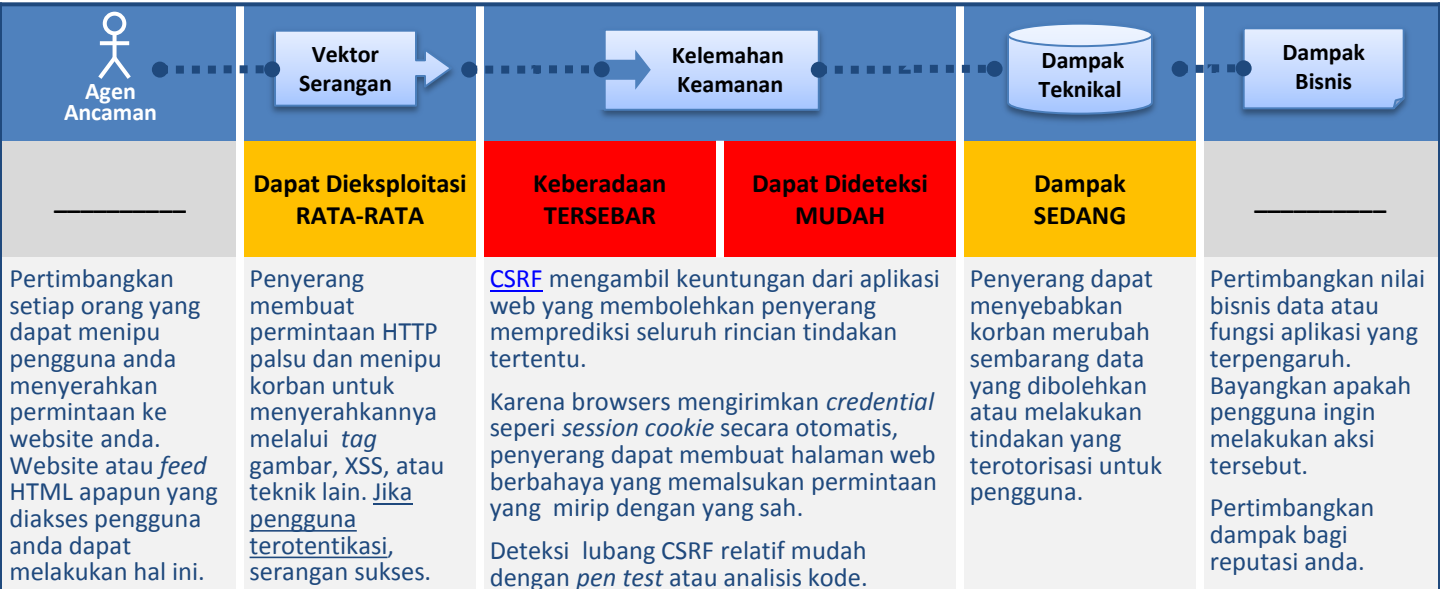 Agen
Ancaman
Vektor
Serangan
Kelemahan
Keamanan
Dampak
Teknikal
Dampak
Bisnis
__________
Dapat Dieksploitasi
RATA-RATA
Keberadaan
TERSEBAR
Dapat Dideteksi
MUDAH
Dampak
SEDANG
__________
Pertimbangkan
setiap orang yang
dapat menipu
pengguna anda
menyerahkan
permintaan ke
website anda.
Website atau feed
HTML apapun yang
diakses pengguna
anda dapat
melakukan hal ini.
Penyerang
membuat
permintaan HTTP
palsu dan menipu
korban untuk
menyerahkannya
melalui tag
gambar, XSS, atau
teknik lain. Jika
pengguna
terotentikasi,
serangan sukses.
CSRF mengambil keuntungan dari aplikasi
web yang membolehkan penyerang
memprediksi seluruh rincian tindakan
tertentu.
Karena browsers mengirimkan credential
seperi session cookie secara otomatis,
penyerang dapat membuat halaman web
berbahaya yang memalsukan permintaan
yang mirip dengan yang sah.
Deteksi lubang CSRF relatif mudah
dengan pen test atau analisis kode.
Penyerang dapat
menyebabkan
korban merubah
sembarang data
yang dibolehkan
atau melakukan
tindakan yang
terotorisasi untuk
pengguna.
Pertimbangkan nilai
bisnis data atau
fungsi aplikasi yang
terpengaruh.
Bayangkan apakah
pengguna ingin
melakukan aksi
tersebut.
Pertimbangkan
dampak bagi
reputasi anda.